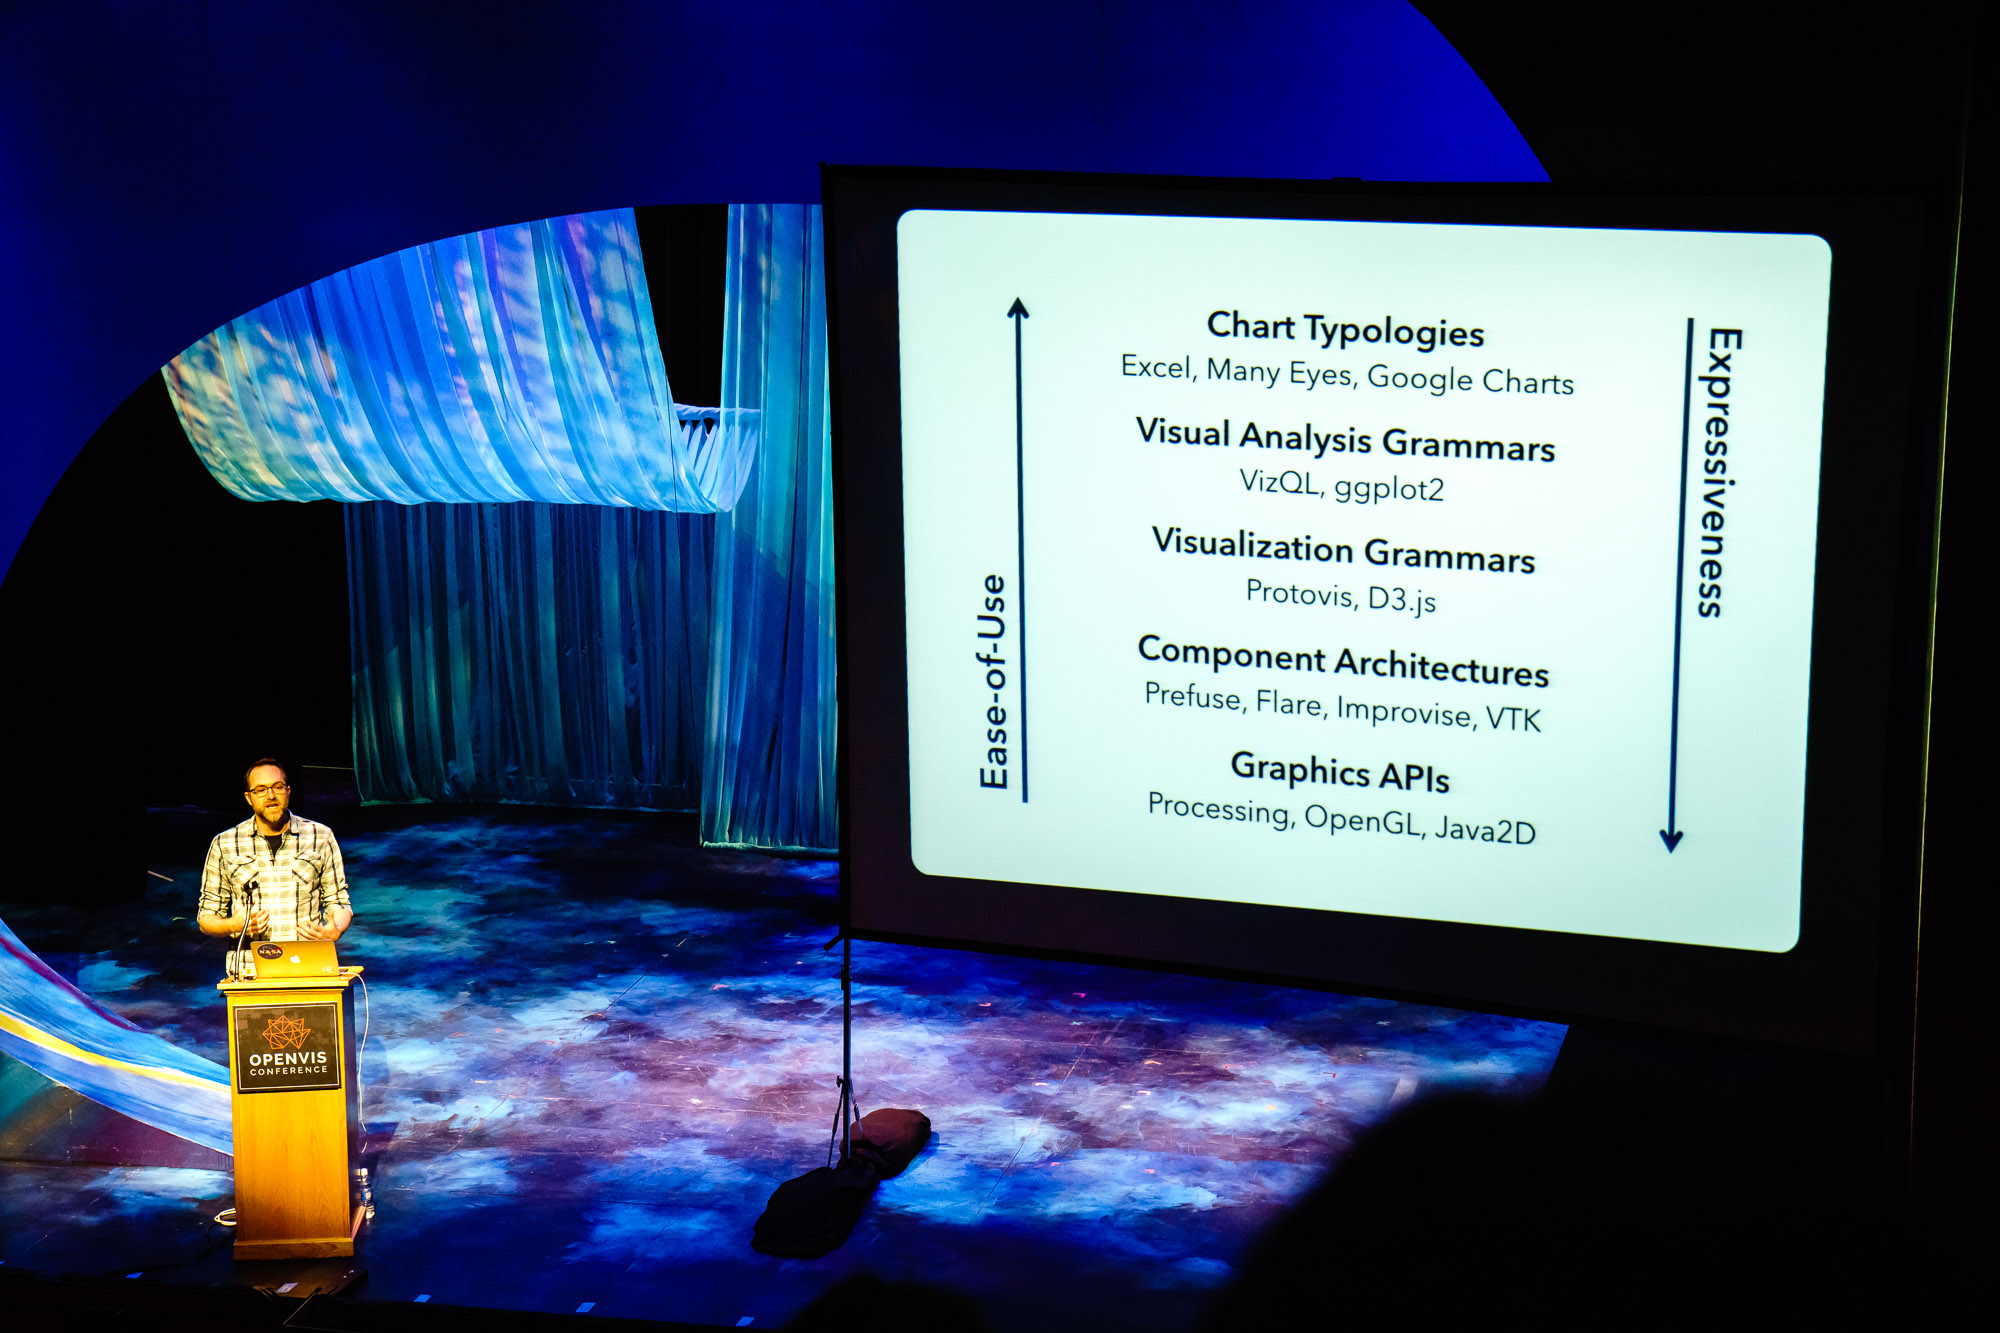 Chart Typologies
Excel, Many Eyes, Google Charts
Visual Analysis Grammars
VizQL, ggplot2
Visualization Grammars
Protovis, D3.js
Component Architectures
Prefuse, Flare, Improvise, VTK
Graphics APIs
Processing, OpenGL, Java2D
Ease-of-Use
Expressiveness
NASA
OPENVIS
CONFERENCE